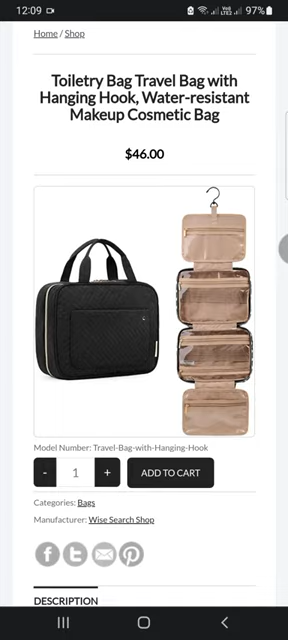 12:09
97%
Home / Shop
Toiletry Bag Travel Bag with
Hanging Hook, Water-resistant
Makeup Cosmetic Bag
$46.00
Model Number: Travel-Bag-with-Hanging-Hook
- 1 + ADD TO CART
Categories: Bags
Manufacturer: Wise Search Shop
DESCRIPTION